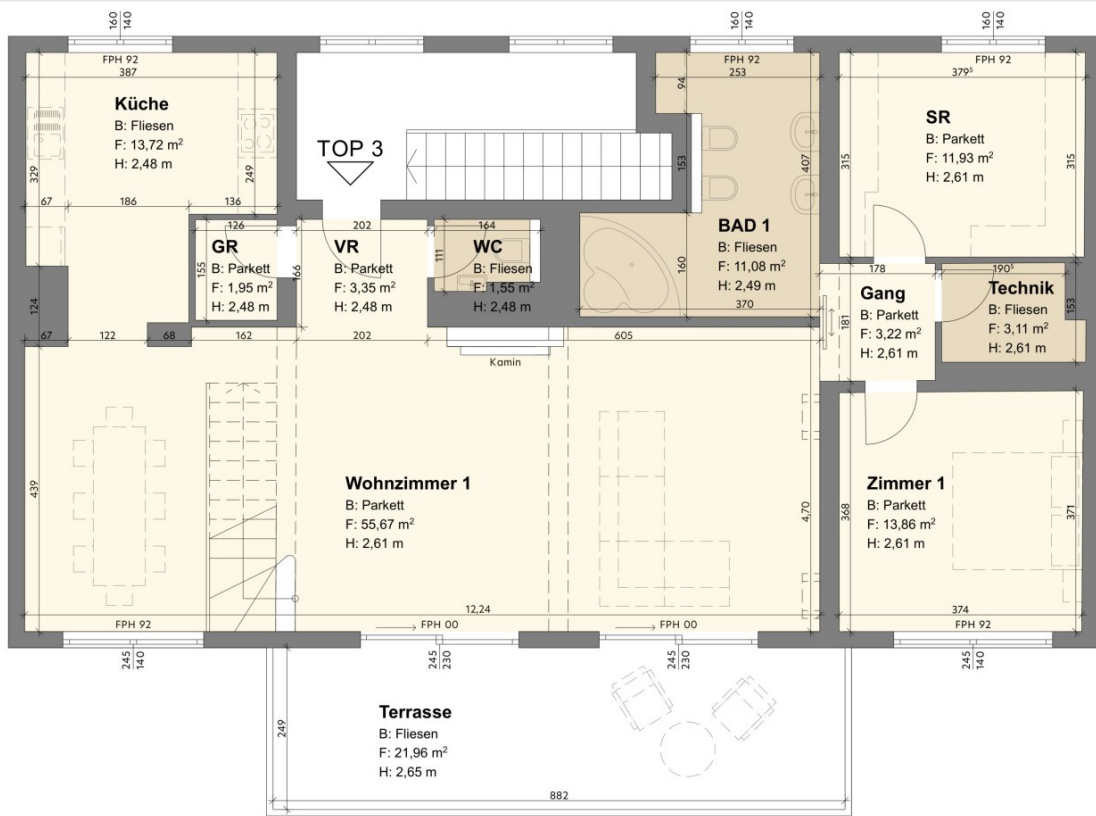 160
140
160
140
160
140
FPH 92
387
FPH 92
253
FPH 92
379⁵
94
Küche
B: Fliesen
F: 13,72 m²
H: 2,48 m
329
249
67
186
136
TOP 3
153
407
SR
B: Parkett
F: 11,93 m²
H: 2,61 m
315
315
126
202
164
GR
B: Parkett
F: 1,95 m²
H: 2,48 m
155
VR
B: Parkett
F: 3,35 m²
H: 2,48 m
166
WC
B: Fliesen
F: 1,55 m²
H: 2,48 m
111
BAD 1
B: Fliesen
F: 11,08 m²
H: 2,49 m
160
370
178
190⁵
Gang
B: Parkett
F: 3,22 m²
H: 2,61 m
181
Technik
B: Fliesen
F: 3,11 m²
H: 2,61 m
153
124
67
122
68
162
202
605
Kamin
439
Wohnzimmer 1
B: Parkett
F: 55,67 m²
H: 2,61 m
4,70
Zimmer 1
B: Parkett
F: 13,86 m²
H: 2,61 m
368
371
12,24
374
FPH 92
FPH 00
FPH 00
FPH 92
245
140
245
230
245
230
245
140
249
Terrasse
B: Fliesen
F: 21,96 m²
H: 2,65 m
882